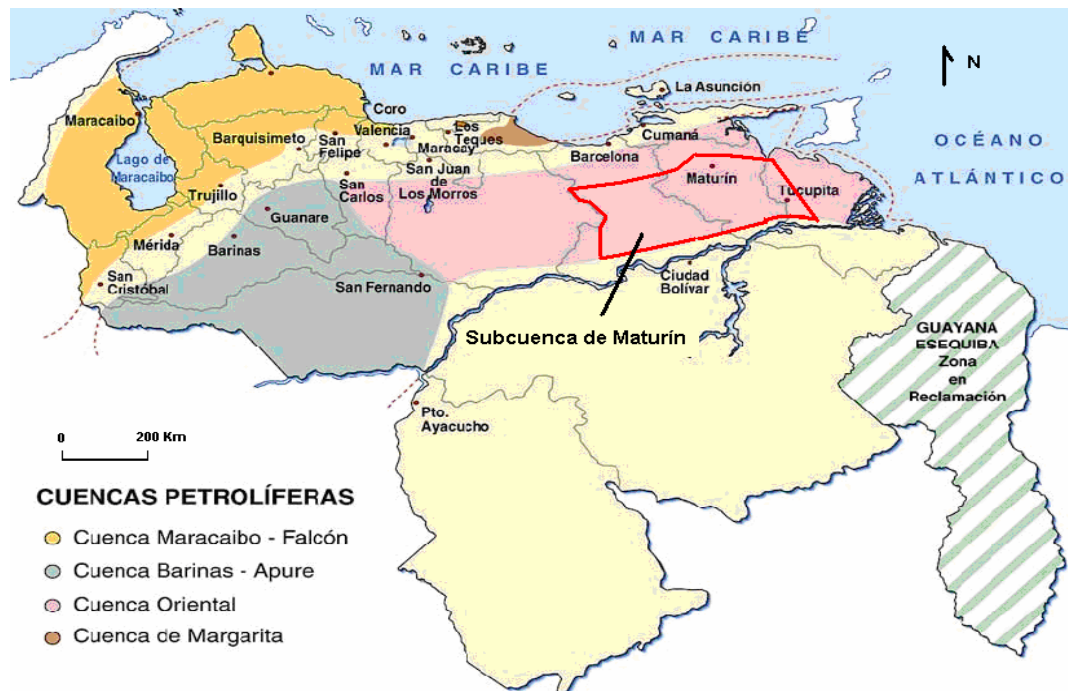 MAR CARIBE
MAR CARIBE
N
La Asunción
Coro
Maracaibo
Valencia
Los
Teques
Cumaná
OCÉANO
ATLÁNTICO
Barquisimeto
San
Felipe
Maracay
Barcelona
Lago de
Maracaibo
San Juan
de
Los Morros
Maturín
Trujillo
San
Carlos
Tucupita
Guanare
Mérida
Barinas
San
Cristóbal
San Fernando
Ciudad
Bolívar
Subcuenca de Maturín
GUAYANA
ESEQUIBA
Zona
en
Reclamación
Pto.
Ayacucho
0 200 Km
CUENCAS PETROLÍFERAS
Cuenca Maracaibo - Falcón
Cuenca Barinas - Apure
Cuenca Oriental
Cuenca de Margarita